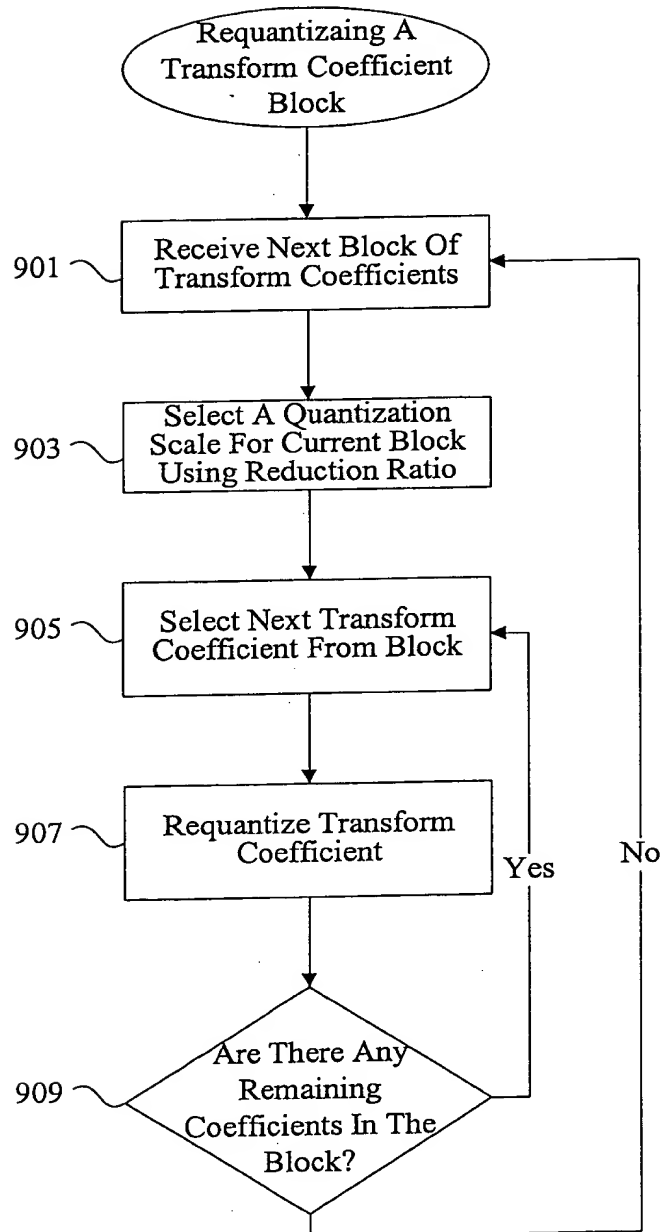 Requantizaing A
Transform Coefficient
Block
901
Receive Next Block Of
Transform Coefficients
903
Select A Quantization
Scale For Current Block
Using Reduction Ratio
905
Select Next Transform
Coefficient From Block
907
Requantize Transform
Coefficient
Yes
No
909
Are There Any
Remaining
Coefficients In The
Block?